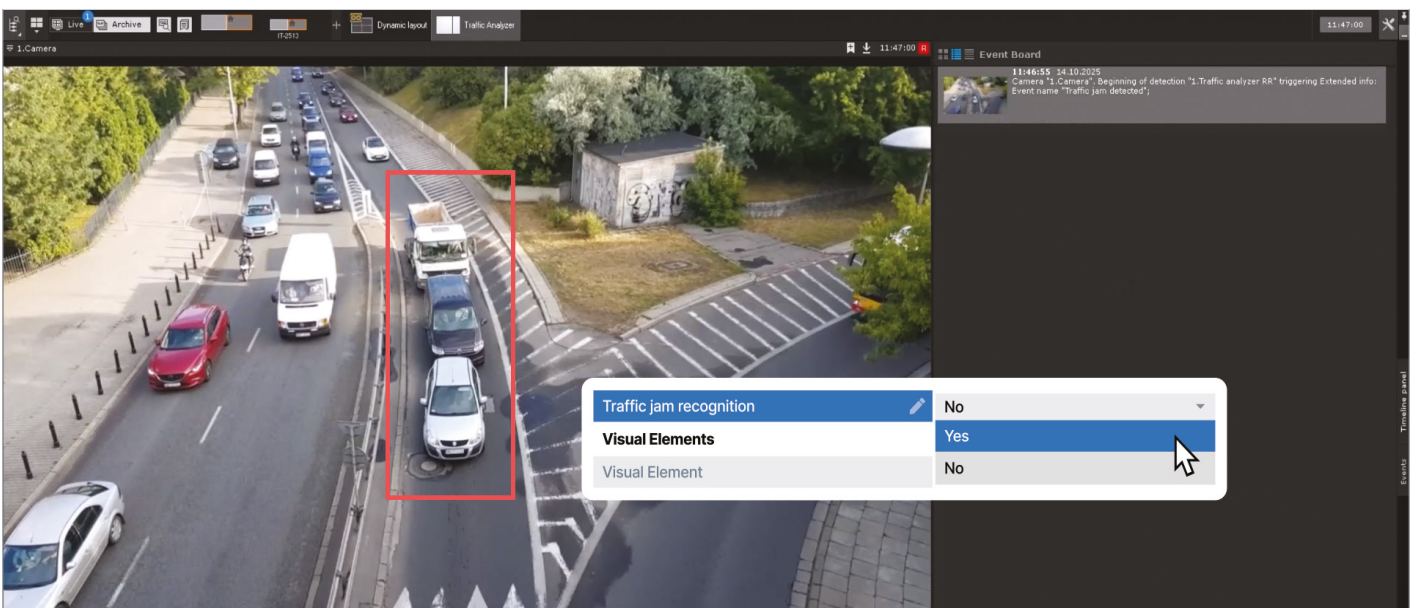 Live
1
Archive
IT-2513
+
Dynamic layout
Traffic Analyzer
11:47:00
1.Camera
11:47:00
R
Event Board
11:46:55 14.10.2025
Camera "1.Camera". Beginning of detection "1.Traffic analyzer RR" triggering Extended info:
Event name "Traffic jam detected";
Traffic jam recognition
No
Visual Elements
Yes
Visual Element
No
Timeline panel
Events